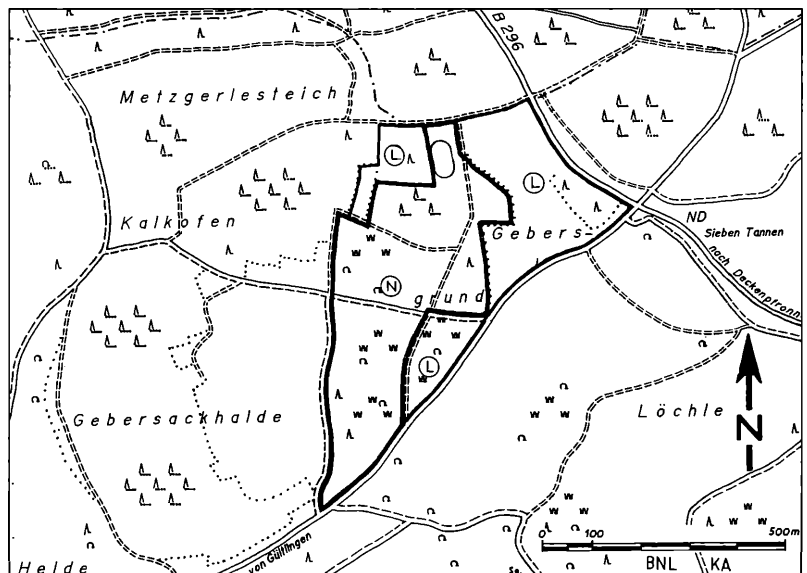 B 296
Metzgerlesteich
L
L
Kalkofen
Gebers-
ND
Sieben Tannen
nach Deckenpfronn
N
grund
L
Gebersackhalde
Löchle
N
0 100 500m
BNL KA
von Gültlingen
Helde
So.